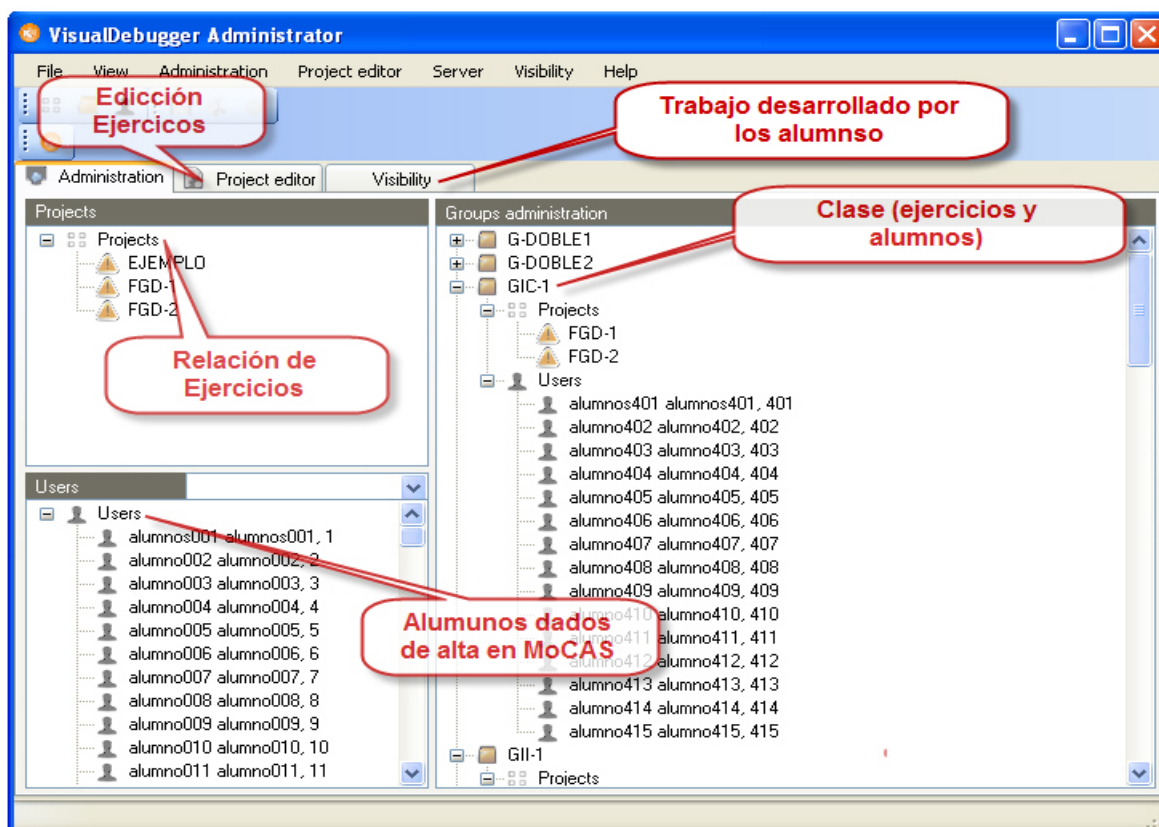 VisualDebugger Administrator
File View Administration Project editor Server Visibility Help
Edicción
Ejercicos
Trabajo desarrollado por
los alumnso
Administration Project editor Visibility
Projects
Projects
EJEMPLO
FGD-1
FGD-2
Relación de
Ejercicios
Users
Users
alumnos001 alumnos001, 1
alumno002 alumno002, 2
alumno003 alumno003, 3
alumno004 alumno004, 4
alumno005 alumno005, 5
alumno006 alumno006, 6
alumno007 alumno007, 7
alumno008 alumno008, 8
alumno009 alumno009, 9
alumno010 alumno010, 10
alumno011 alumno011, 11
Alumunos dados
de alta en MoCAS
Groups administration
Clase (ejercicios y
alumnos)
G-DOBLE1
G-DOBLE2
GIC-1
Projects
FGD-1
FGD-2
Users
alumnos401 alumnos401, 401
alumno402 alumno402, 402
alumno403 alumno403, 403
alumno404 alumno404, 404
alumno405 alumno405, 405
alumno406 alumno406, 406
alumno407 alumno407, 407
alumno408 alumno408, 408
alumno409 alumno409, 409
alumno410 alumno410, 410
alumno411 alumno411, 411
alumno412 alumno412, 412
alumno413 alumno413, 413
alumno414 alumno414, 414
alumno415 alumno415, 415
GII-1
Projects